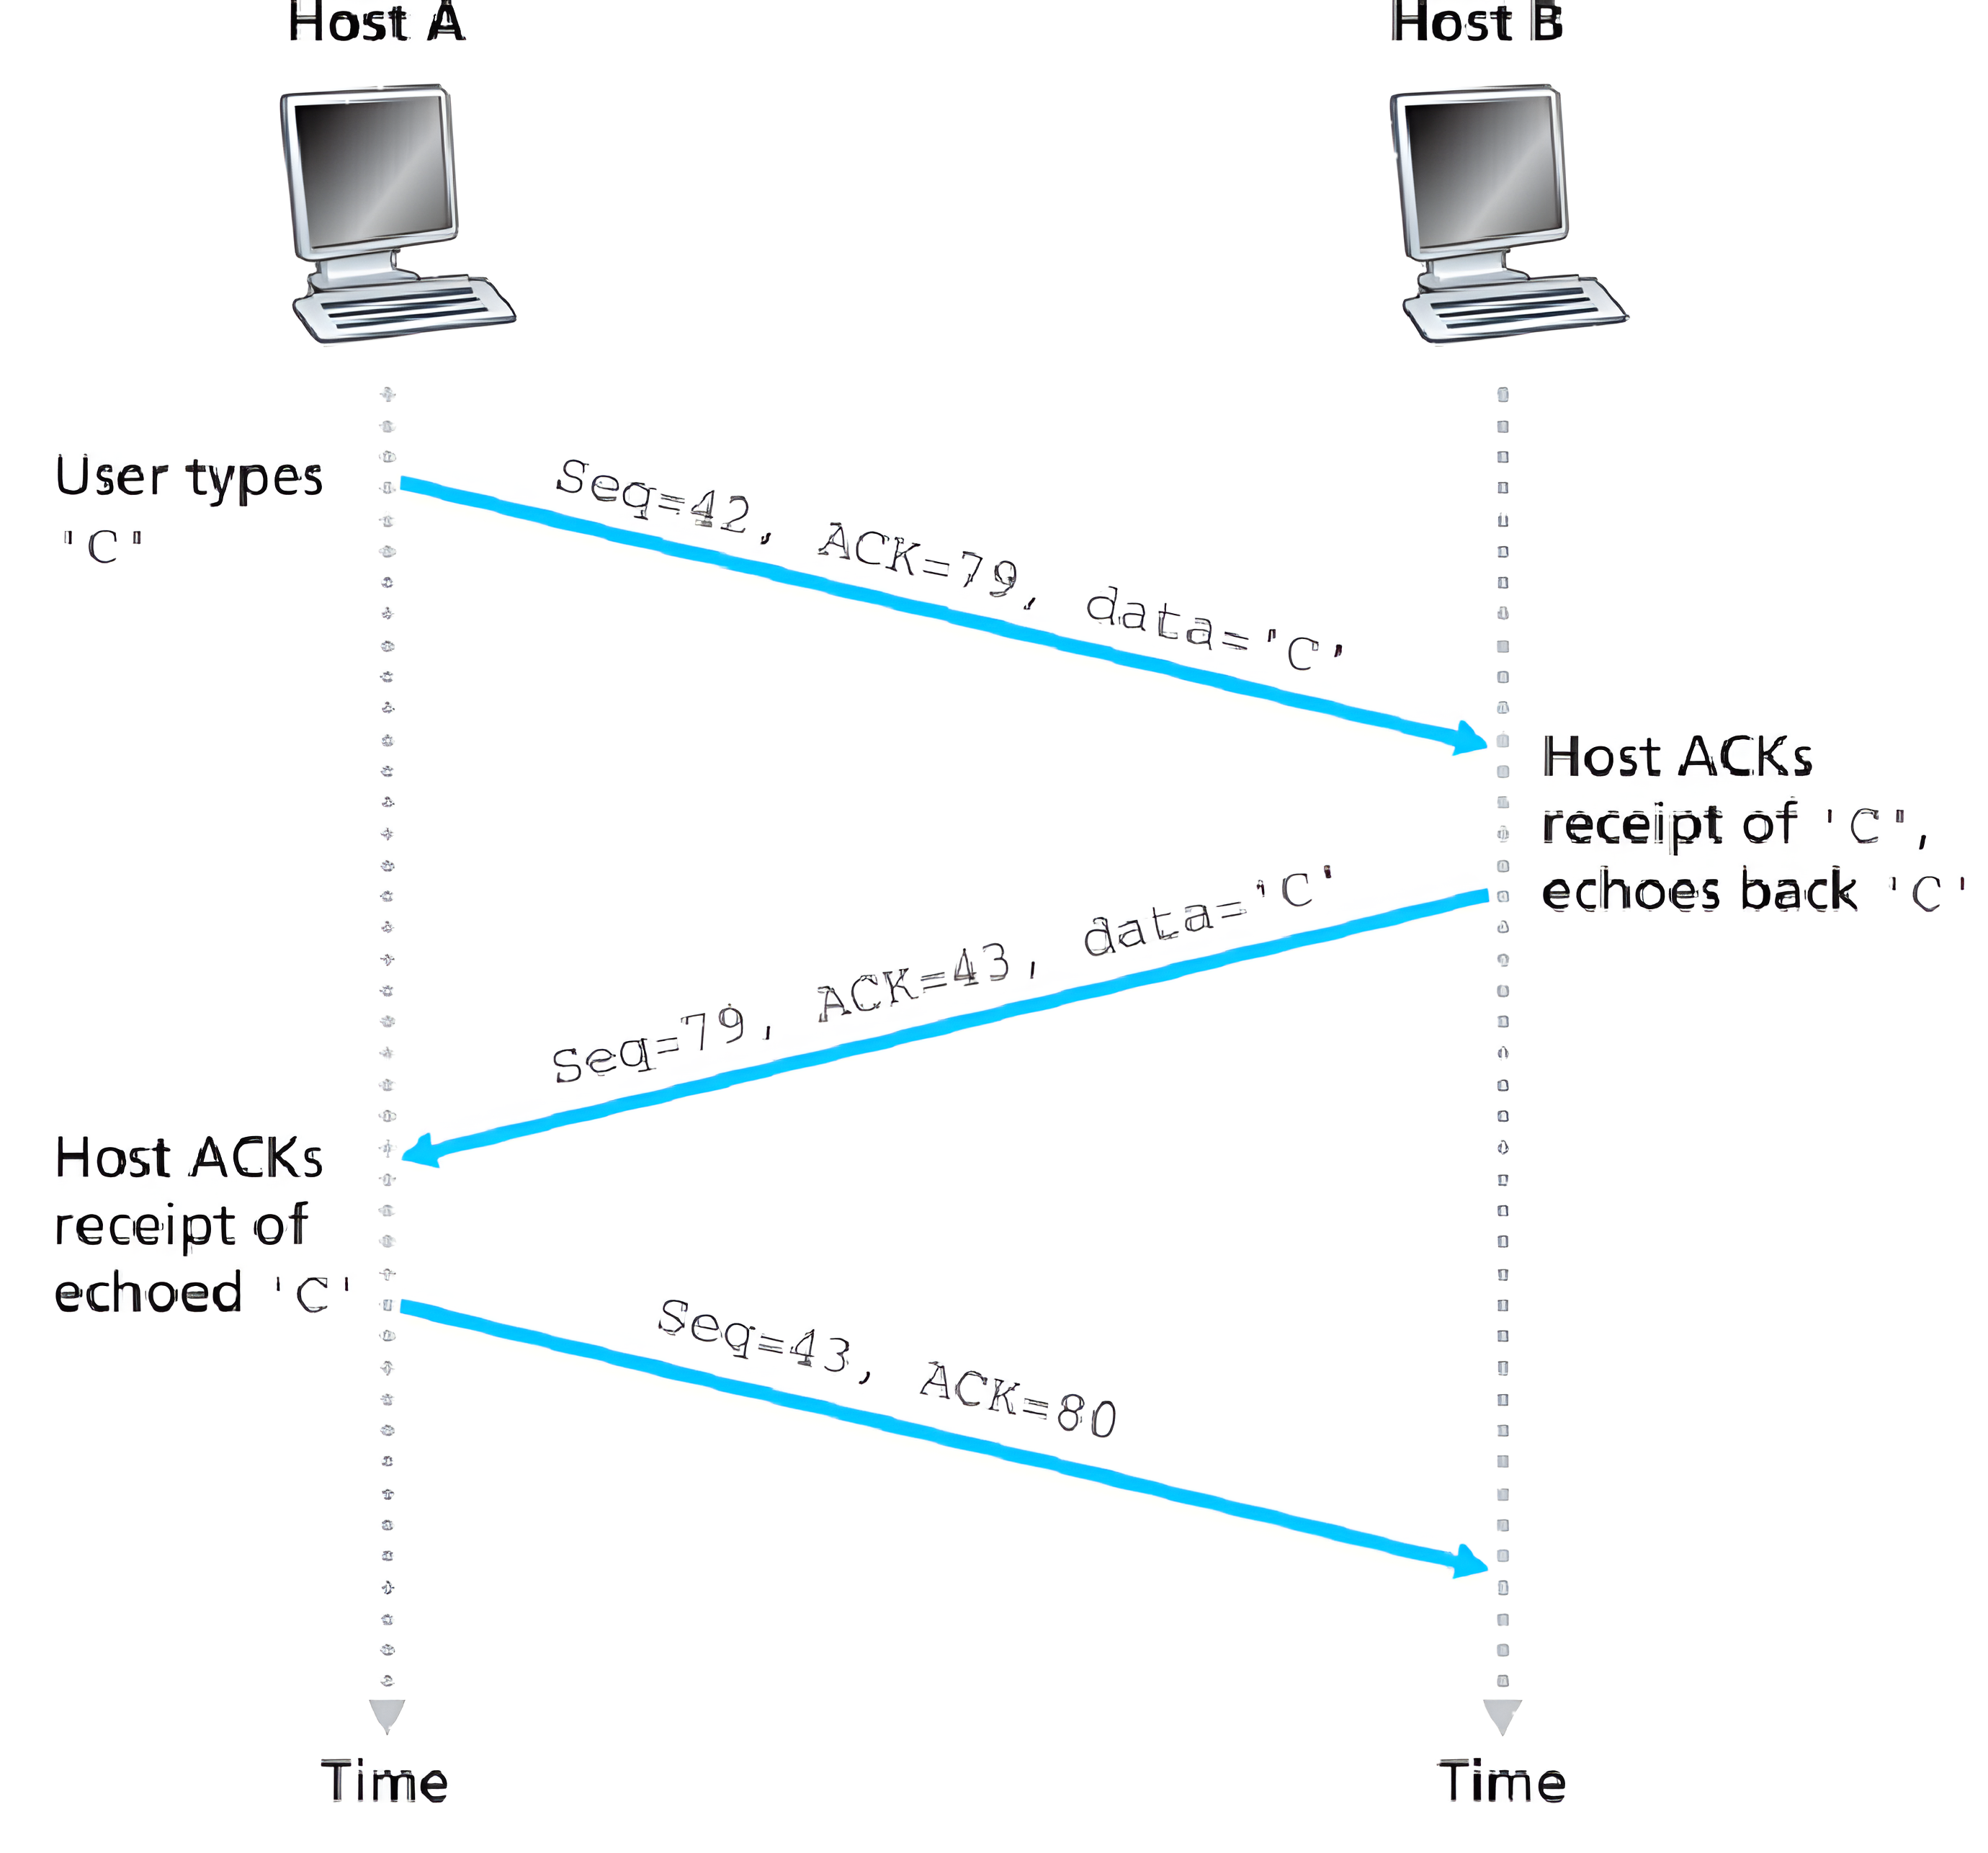 Host A
Host B
User types
'C'
Seq=42, ACK=79, data='C'
Host ACKs
receipt of 'C',
echoes back 'C'
Seq=79, ACK=43, data='C'
Host ACKs
receipt of
echoed 'C'
Seq=43, ACK=80
Time
Time